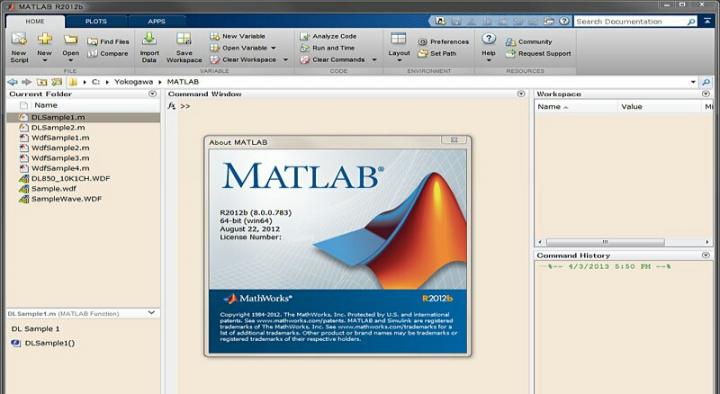 MATLAB R2012b
HOME
PLOTS
APPS
Search Documentation
New Script
New
Open
Find Files
Compare
Import Data
Save Workspace
New Variable
Open Variable
Clear Workspace
Analyze Code
Run and Time
Clear Commands
Layout
Preferences
Set Path
Help
Community
Request Support
FILE
VARIABLE
CODE
ENVIRONMENT
RESOURCES
C: Yokogawa MATLAB
Current Folder
Name
DLSample1.m
DLSample2.m
WdfSample1.m
WdfSample2.m
WdfSample3.m
WdfSample4.m
DL850_10K1CH.WDF
Sample.wdf
SampleWave.WDF
DLSample1.m (MATLAB Function)
DL Sample 1
DLSample1()
Command Window
fx >>
About MATLAB
MATLAB®
R2012b (8.0.0.783)
64-bit (win64)
August 22, 2012
License Number:
MathWorks®
R2012b
Copyright 1984-2012. The MathWorks, Inc. Protected by U.S. and international
patents. See www.mathworks.com/patents. MATLAB and Simulink are registered
trademarks of The MathWorks, Inc. See www.mathworks.com/trademarks for a
list of additional trademarks. Other product or brand names may be trademarks or
registered trademarks of their respective holders.
Workspace
Name
Value
Mi
Command History
%-- 4/3/2013 5:50 PM --%